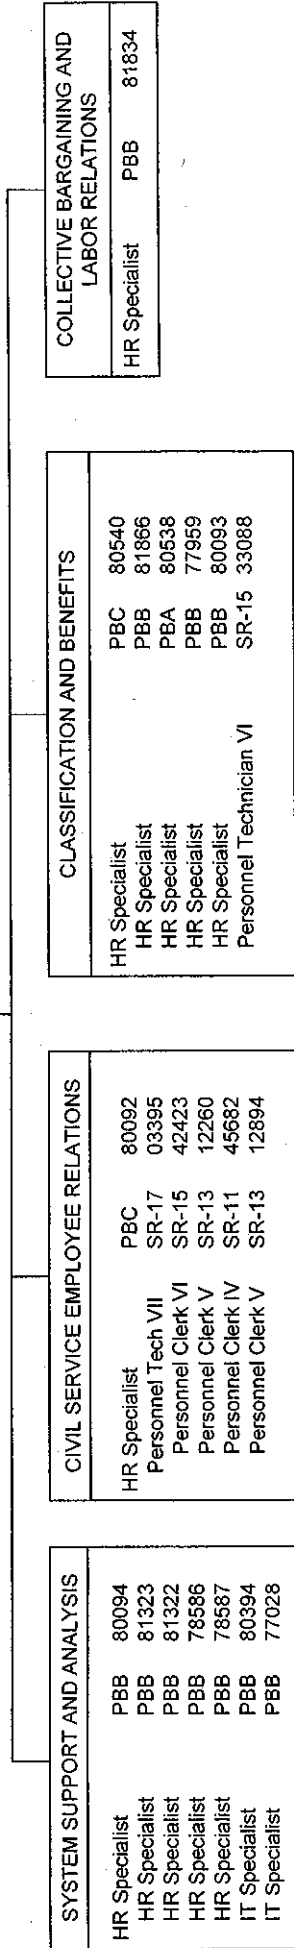 SYSTEM SUPPORT AND ANALYSIS
HR Specialist PBB 80094
HR Specialist PBB 81323
HR Specialist PBB 81322
HR Specialist PBB 78586
HR Specialist PBB 78587
IT Specialist PBB 80394
IT Specialist PBB 77028
CIVIL SERVICE EMPLOYEE RELATIONS
HR Specialist PBC 80092
Personnel Tech VII SR-17 03395
Personnel Clerk VI SR-15 42423
Personnel Clerk V SR-13 12260
Personnel Clerk IV SR-11 45682
Personnel Clerk V SR-13 12894
CLASSIFICATION AND BENEFITS
HR Specialist PBC 80540
HR Specialist PBB 81866
HR Specialist PBA 80538
HR Specialist PBB 77959
HR Specialist PBB 80093
Personnel Technician VI SR-15 33088
COLLECTIVE BARGAINING AND
LABOR RELATIONS
HR Specialist PBB 81834